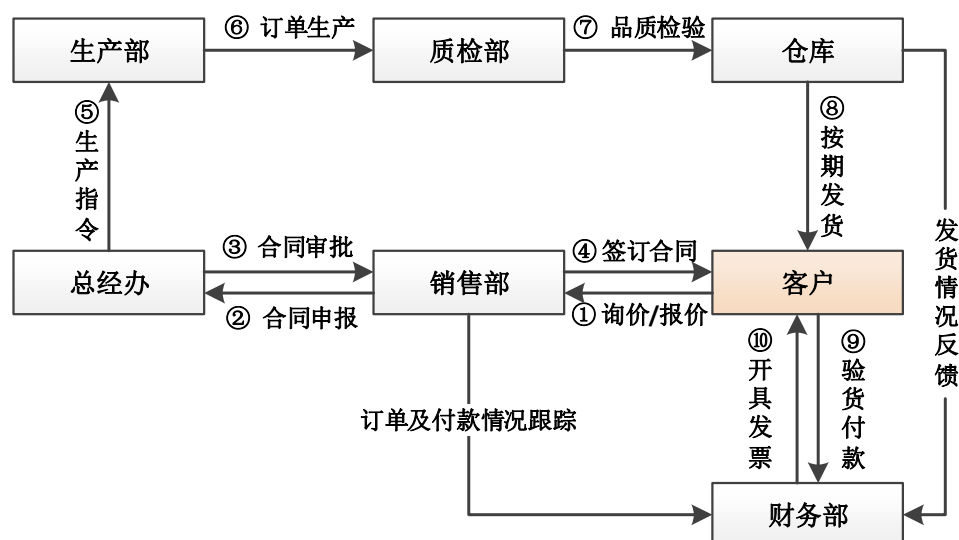 生产部
⑥ 订单生产
质检部
⑦ 品质检验
仓库
⑤生产指令
⑧按期发货
总经办
③ 合同审批
② 合同申报
销售部
④签订合同
①询价/报价
客户
发货情况反馈
订单及付款情况跟踪
⑩开具发票
⑨验货付款
财务部